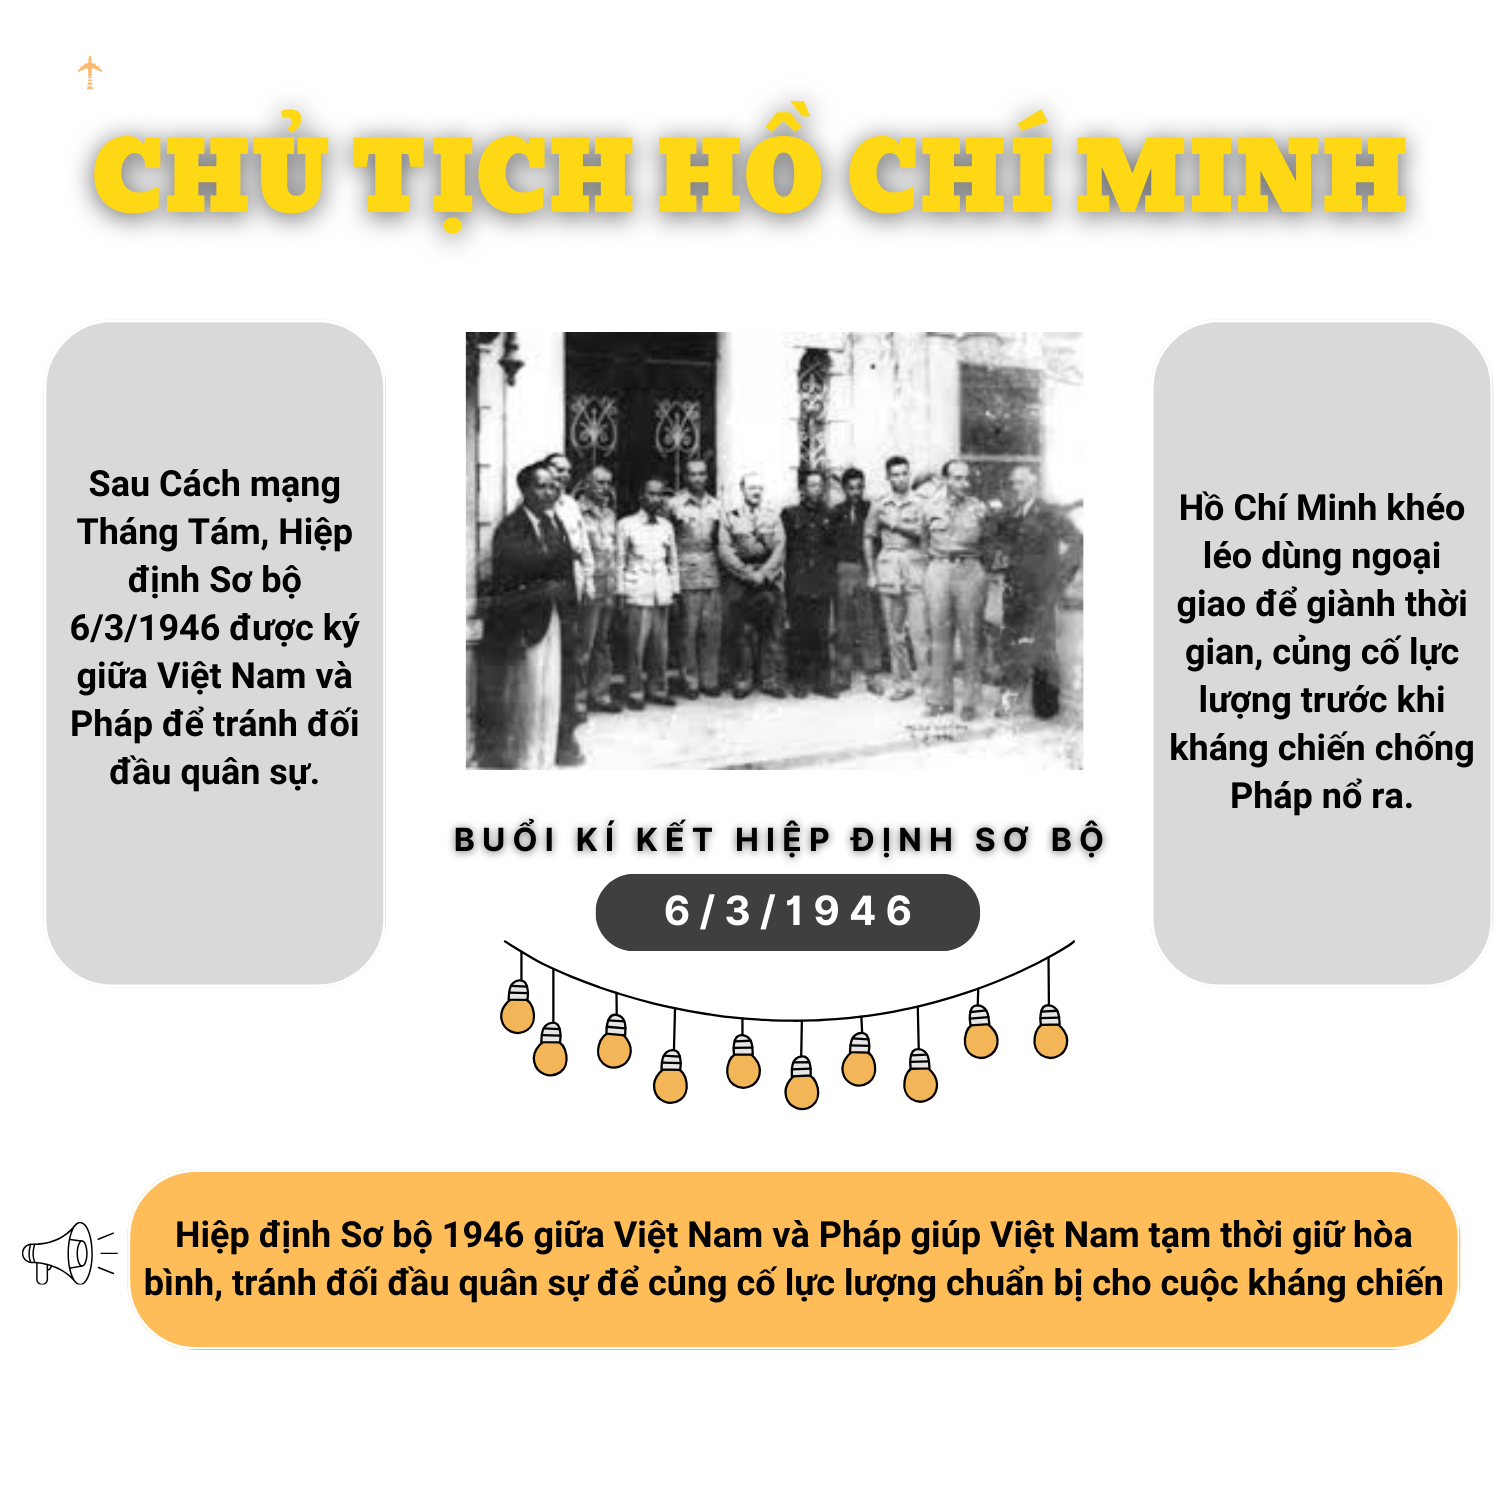 CHỦ TỊCH HỒ CHÍ MINH
Sau Cách mạng
Tháng Tám, Hiệp
định Sơ bộ
6/3/1946 được ký
giữa Việt Nam và
Pháp để tránh đối
đầu quân sự.
Hồ Chí Minh khéo
léo dùng ngoại
giao để giành thời
gian, củng cố lực
lượng trước khi
kháng chiến chống
Pháp nổ ra.
BUỔI KÍ KẾT HIỆP ĐỊNH SƠ BỘ
6/3/1946
Hiệp định Sơ bộ 1946 giữa Việt Nam và Pháp giúp Việt Nam tạm thời giữ hòa
bình, tránh đối đầu quân sự để củng cố lực lượng chuẩn bị cho cuộc kháng chiến